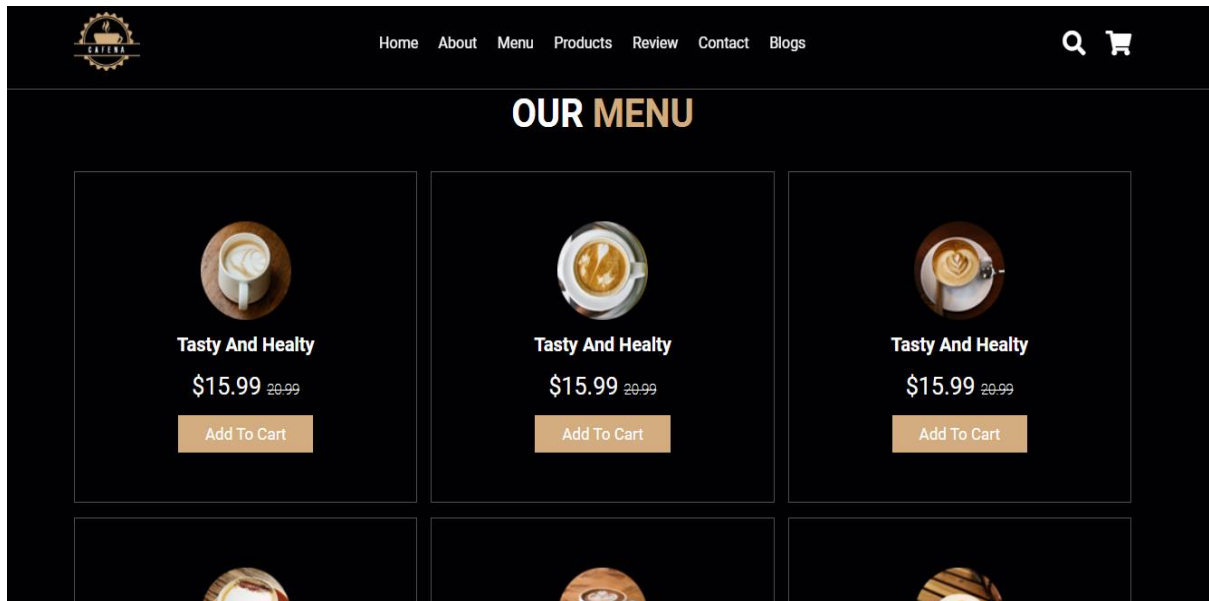 CAFENA
Home About Menu Products Review Contact Blogs
OUR MENU
Tasty And Healty Tasty And Healty Tasty And Healty
$15.99 20.99 $15.99 20.99 $15.99 20.99
Add To Cart Add To Cart Add To Cart